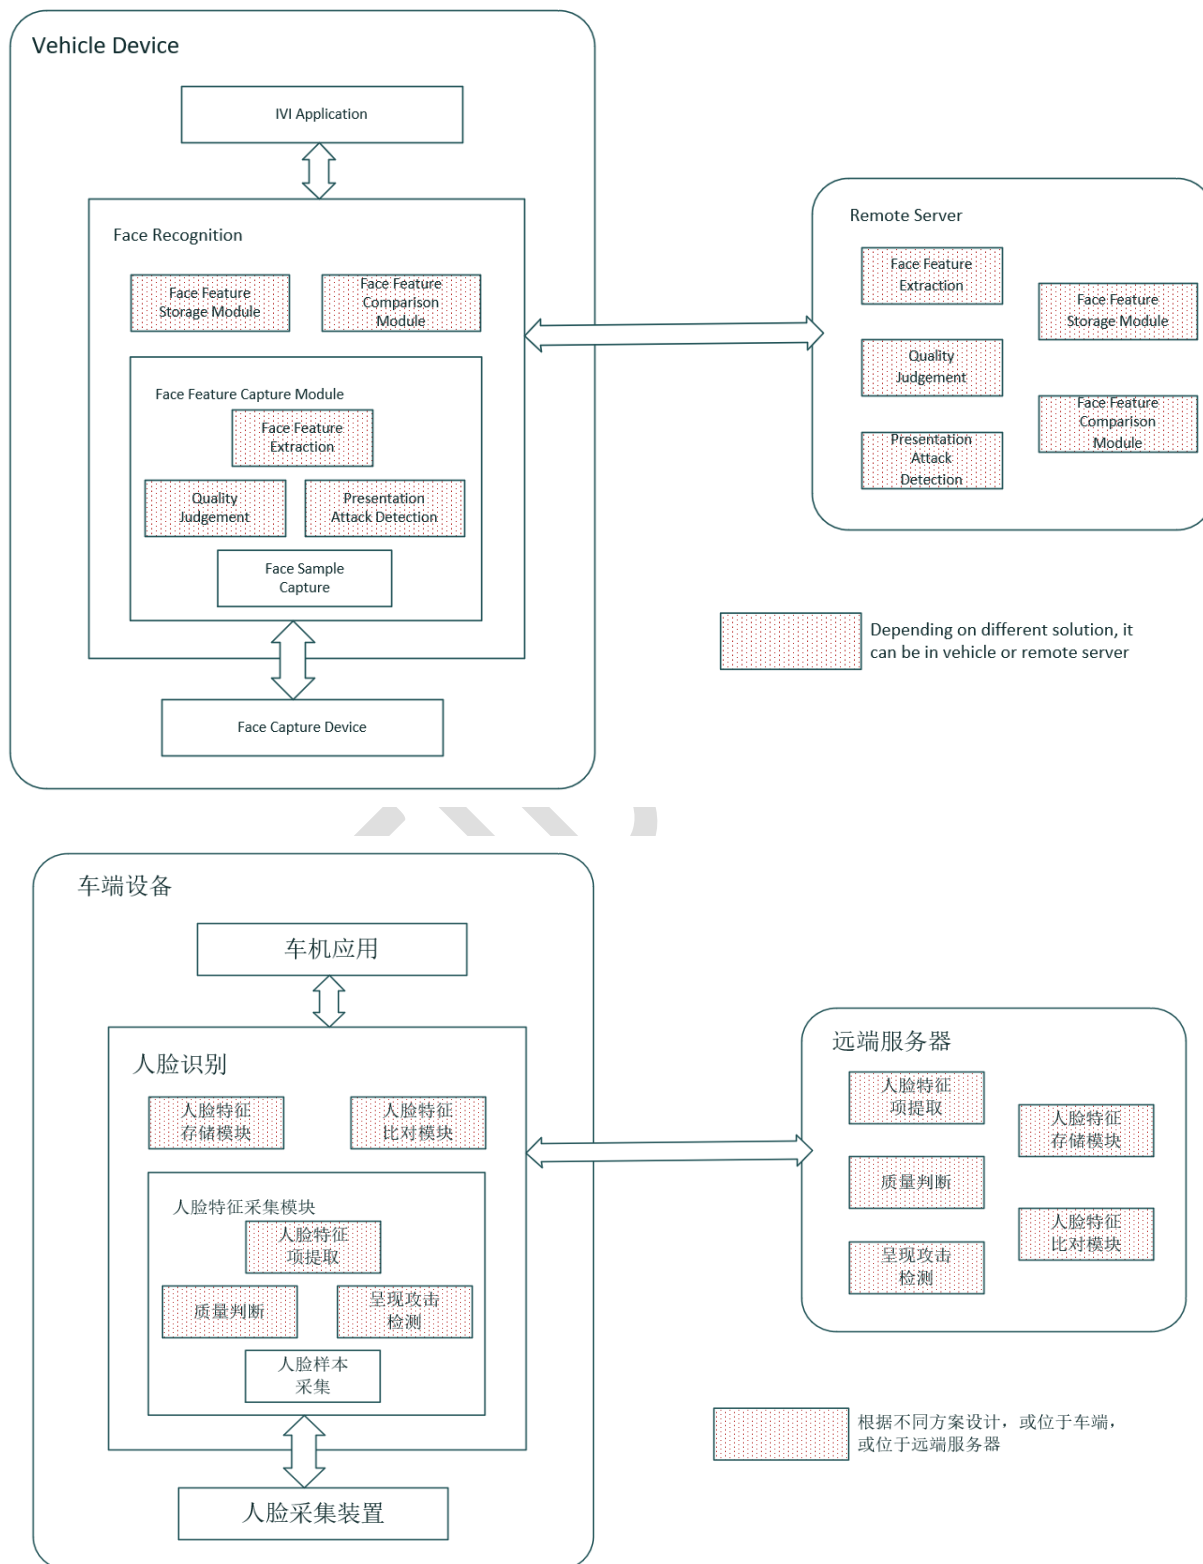 Vehicle Device
IVI Application
Face Recognition
Face Feature
Storage Module
Face Feature
Comparison
Module
Face Feature Capture Module
Face Feature
Extraction
Quality
Judgement
Presentation
Attack Detection
Face Sample
Capture
Face Capture Device
Remote Server
Face Feature
Extraction
Face Feature
Storage Module
Quality
Judgement
Face Feature
Comparison
Module
Presentation
Attack
Detection
Depending on different solution, it
can be in vehicle or remote server
车端设备
车机应用
人脸识别
人脸特征
存储模块
人脸特征
比对模块
人脸特征采集模块
人脸特征
项提取
质量判断
呈现攻击
检测
人脸样本
采集
人脸采集装置
远端服务器
人脸特征
项提取
人脸特征
存储模块
质量判断
人脸特征
比对模块
呈现攻击
检测
根据不同方案设计，或位于车端，
或位于远端服务器